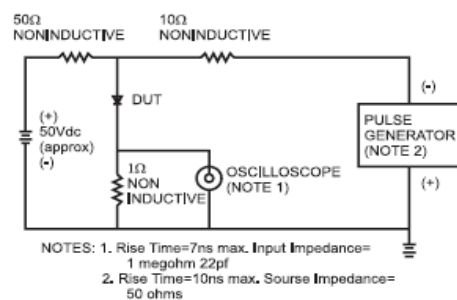 50Ω
NONINDUCTIVE
10Ω
NONINDUCTIVE
(+)
50Vdc
(approx)
(-)
DUT
1Ω
NON
INDUCTIVE
OSCILLOSCOPE
(NOTE 1)
(-)
PULSE
GENERATOR
(NOTE 2)
(+)
NOTES: 1. Rise Time=7ns max. Input Impedance=
1 megohm 22pf
2. Rise Time=10ns max. Sourse Impedance=
50 ohms